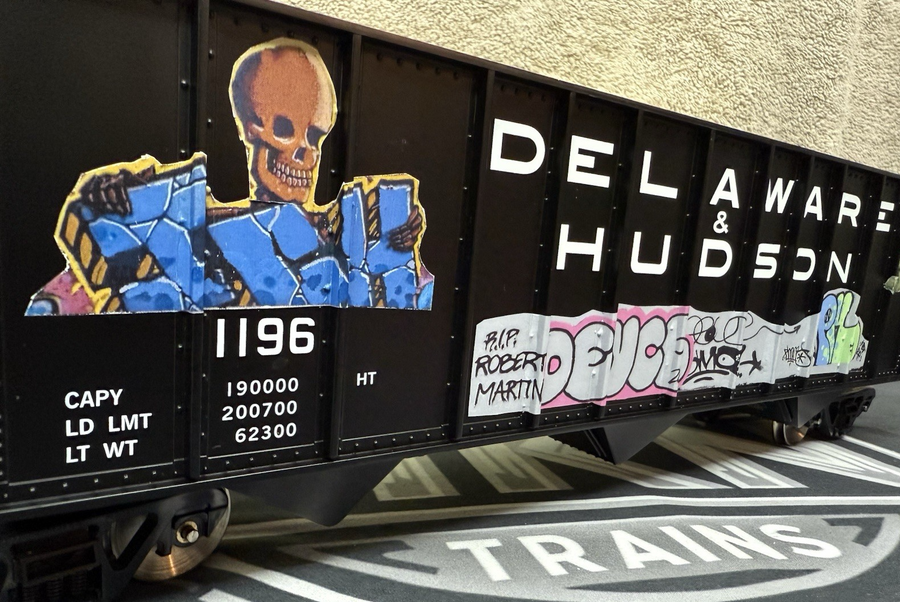 DELAWARE
&
HUDSON
1196
CAPY 190000
LD LMT 200700
LT WT 62300
HT
R.I.P.
ROBERT
MARTIN
DEUCE
TRAINS